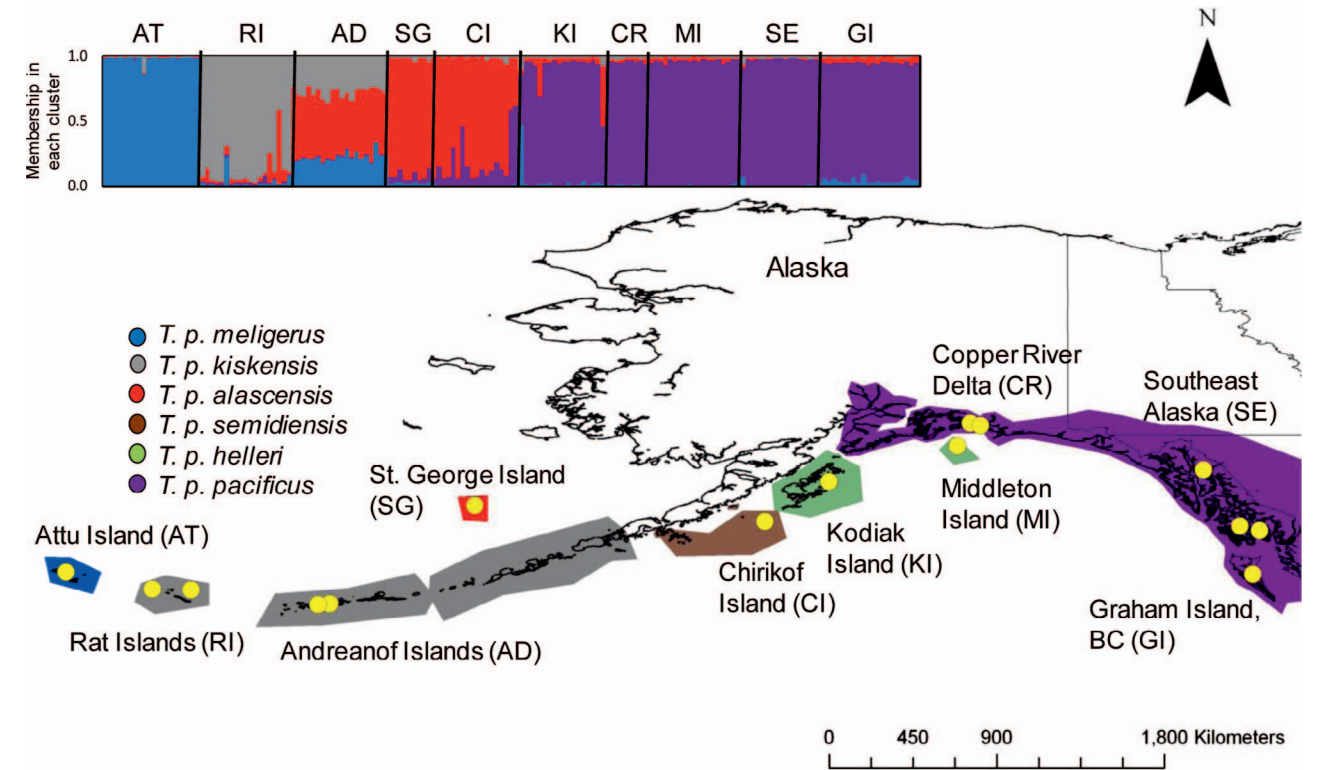 AT RI AD SG CI KI CR MI SE GI
N
Membership in
each cluster
1.0
0.5
0.0
Alaska
T. p. meligerus
T. p. kiskensis
T. p. alascensis
T. p. semidiensis
T. p. helleri
T. p. pacificus
Copper River
Delta (CR)
Southeast
Alaska (SE)
St. George Island
(SG)
Middleton
Island (MI)
Attu Island (AT)
Kodiak
Island (KI)
Chirikof
Island (CI)
Graham Island,
BC (GI)
Rat Islands (RI)
Andreanof Islands (AD)
0 450 900 1,800 Kilometers